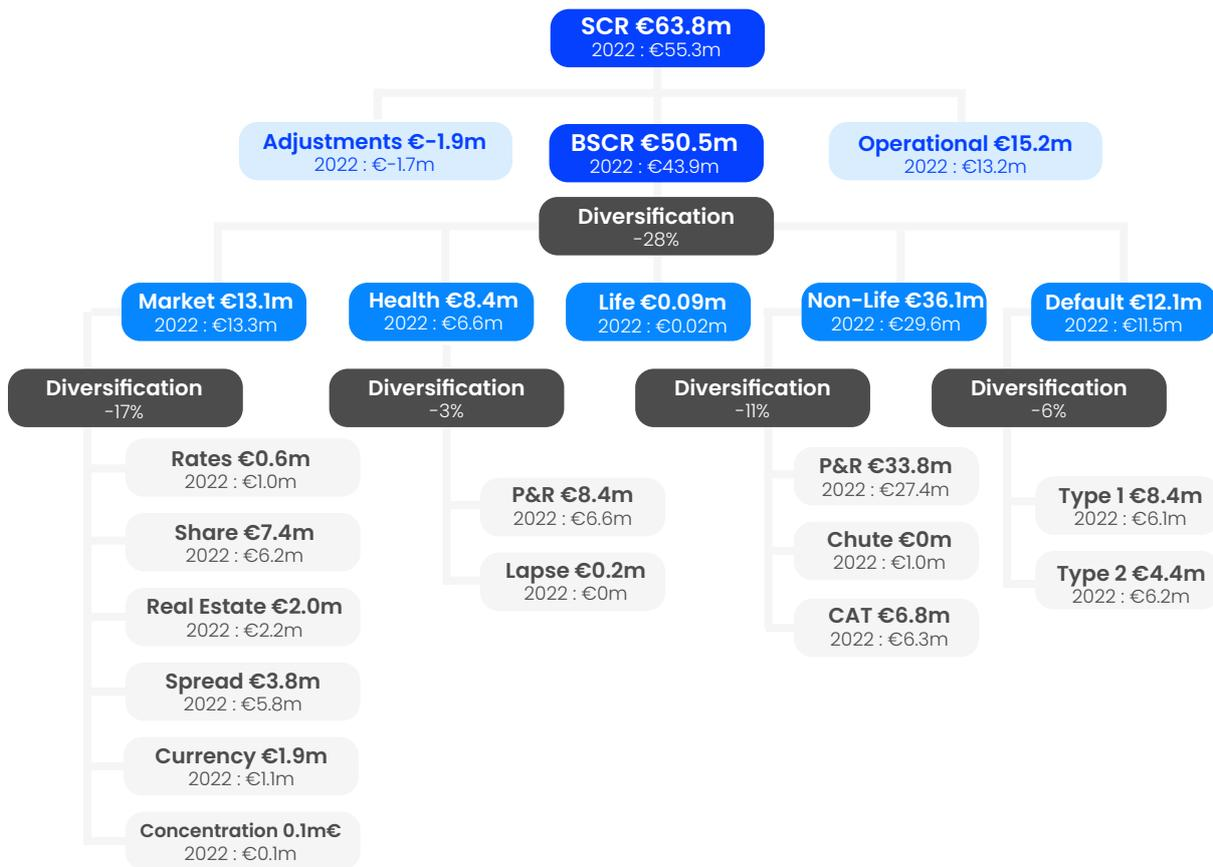 SCR €63.8m
2022 : €55.3m
Adjustments €-1.9m
2022 : €-1.7m
BSCR €50.5m
2022 : €43.9m
Operational €15.2m
2022 : €13.2m
Diversification
-28%
Market €13.1m
2022 : €13.3m
Health €8.4m
2022 : €6.6m
Life €0.09m
2022 : €0.02m
Non-Life €36.1m
2022 : €29.6m
Default €12.1m
2022 : €11.5m
Diversification
-17%
Rates €0.6m
2022 : €1.0m
Share €7.4m
2022 : €6.2m
Real Estate €2.0m
2022 : €2.2m
Spread €3.8m
2022 : €5.8m
Currency €1.9m
2022 : €1.1m
Concentration 0.1m€
2022 : €0.1m
Diversification
-3%
P&R €8.4m
2022 : €6.6m
Lapse €0.2m
2022 : €0m
Diversification
-11%
P&R €33.8m
2022 : €27.4m
Chute €0m
2022 : €1.0m
CAT €6.8m
2022 : €6.3m
Diversification
-6%
Type 1 €8.4m
2022 : €6.1m
Type 2 €4.4m
2022 : €6.2m